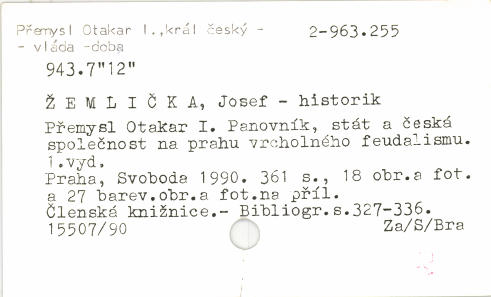 Přemysl Otakar I.,král český - 2-963.255
- vláda -doba
943.7"12"
Ž E M L I Č K A, Josef - historik
Přemysl Otakar I. Panovník, stát a česká
společnost na prahu vrcholného feudalismu.
1.vyd.
Praha, Svoboda 1990. 361 s., 18 obr.a fot.
a 27 barev.obr.a fot.na příl.
Členská knižnice.- Bibliogr.s.327-336.
15507/90 Za/S/Bra